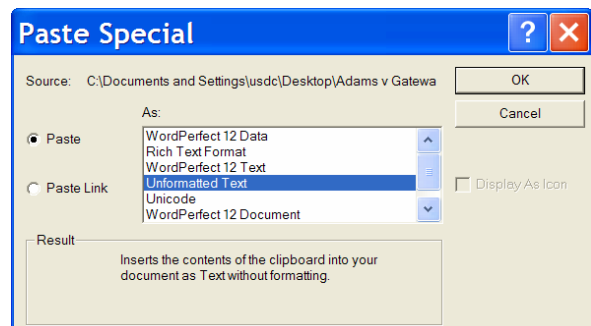 Paste Special
Source: C:\Documents and Settings\usdc\Desktop\Adams v Gatewa
OK
As:
Cancel
Paste
WordPerfect 12 Data
Rich Text Format
WordPerfect 12 Text
Paste Link
Unformatted Text
Display As Icon
Unicode
WordPerfect 12 Document
Result
Inserts the contents of the clipboard into your
document as Text without formatting.